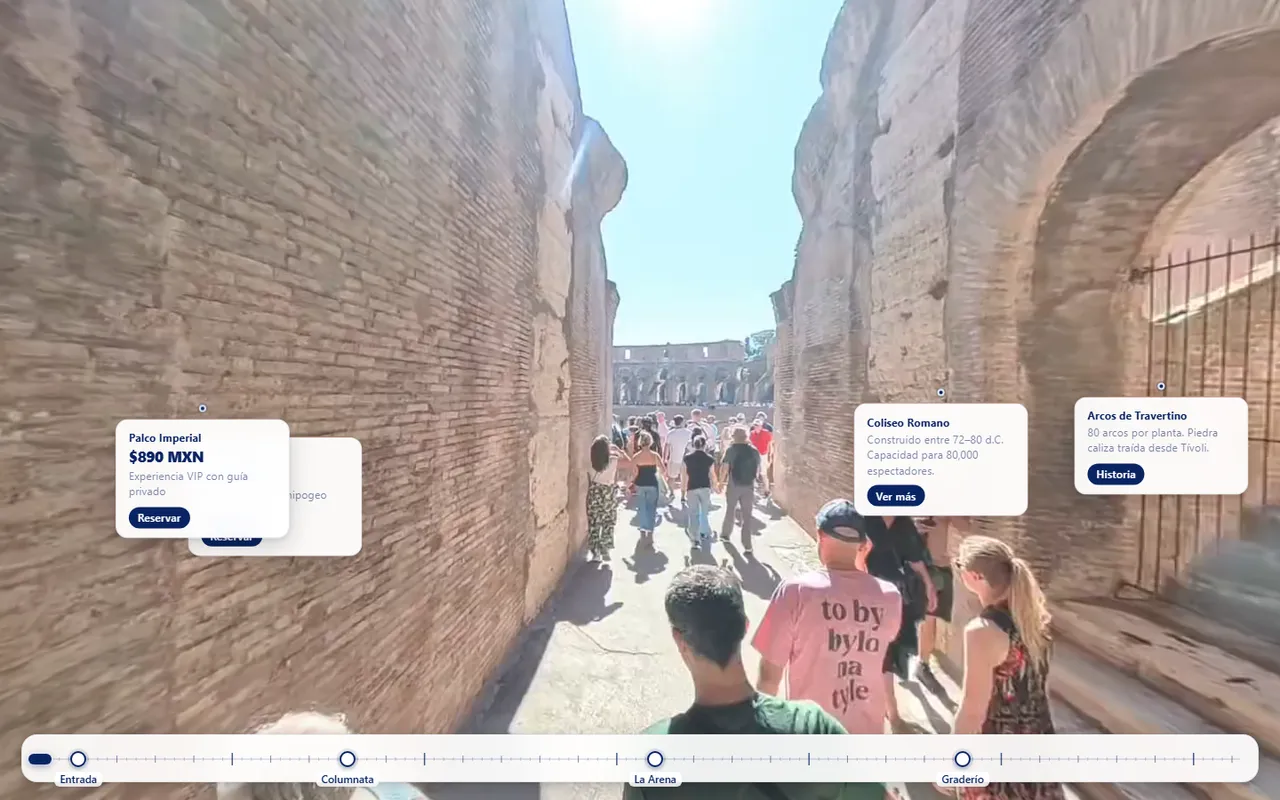 Palco Imperial
$890 MXN
Experiencia VIP con guía
privado
Reservar
Reservar
Coliseo Romano
Construido entre 72–80 d.C.
Capacidad para 80,000
espectadores.
Ver más
Arcos de Travertino
80 arcos por planta. Piedra
caliza traída desde Tívoli.
Historia
to by
byla
na
tyle
Entrada
Columnata
La Arena
Graderío